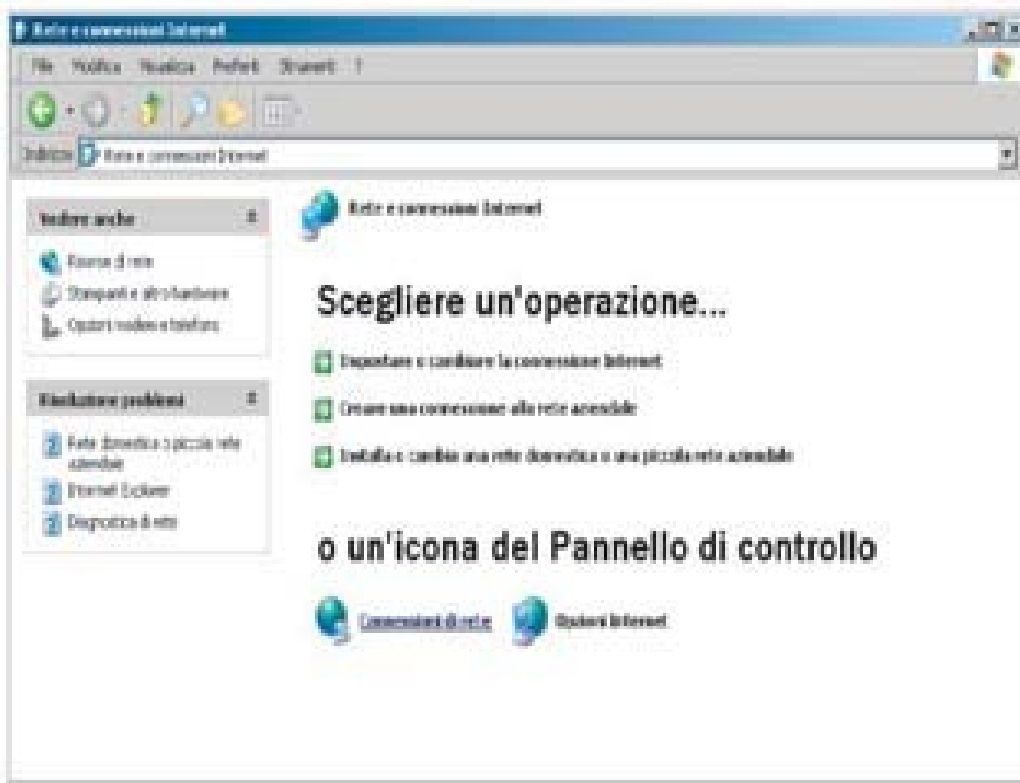 Rete e connessioni Internet
File Modifica Visualizza Preferiti Strumenti ?
Indirizzo Rete e connessioni Internet
Vedere anche
Risorse di rete
Stampanti e altro hardware
Opzioni modem e telefono
Risoluzione problemi
Rete domestica o piccola rete
aziendale
Internet Explorer
Diagnostica di rete
Rete e connessioni Internet
Scegliere un'operazione...
Impostare o cambiare la connessione Internet
Creare una connessione alla rete aziendale
Installa o cambia una rete domestica o una piccola rete aziendale
o un'icona del Pannello di controllo
Connessioni di rete
Opzioni Internet